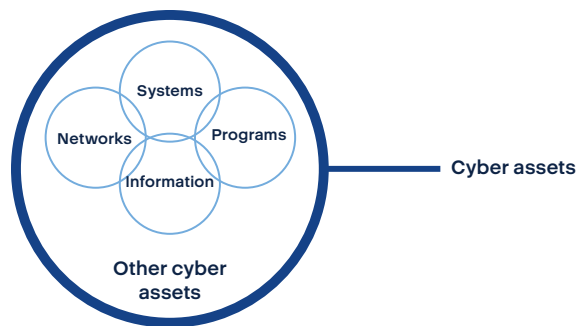 Systems
Networks
Programs
Information
Cyber assets
Other cyber
assets